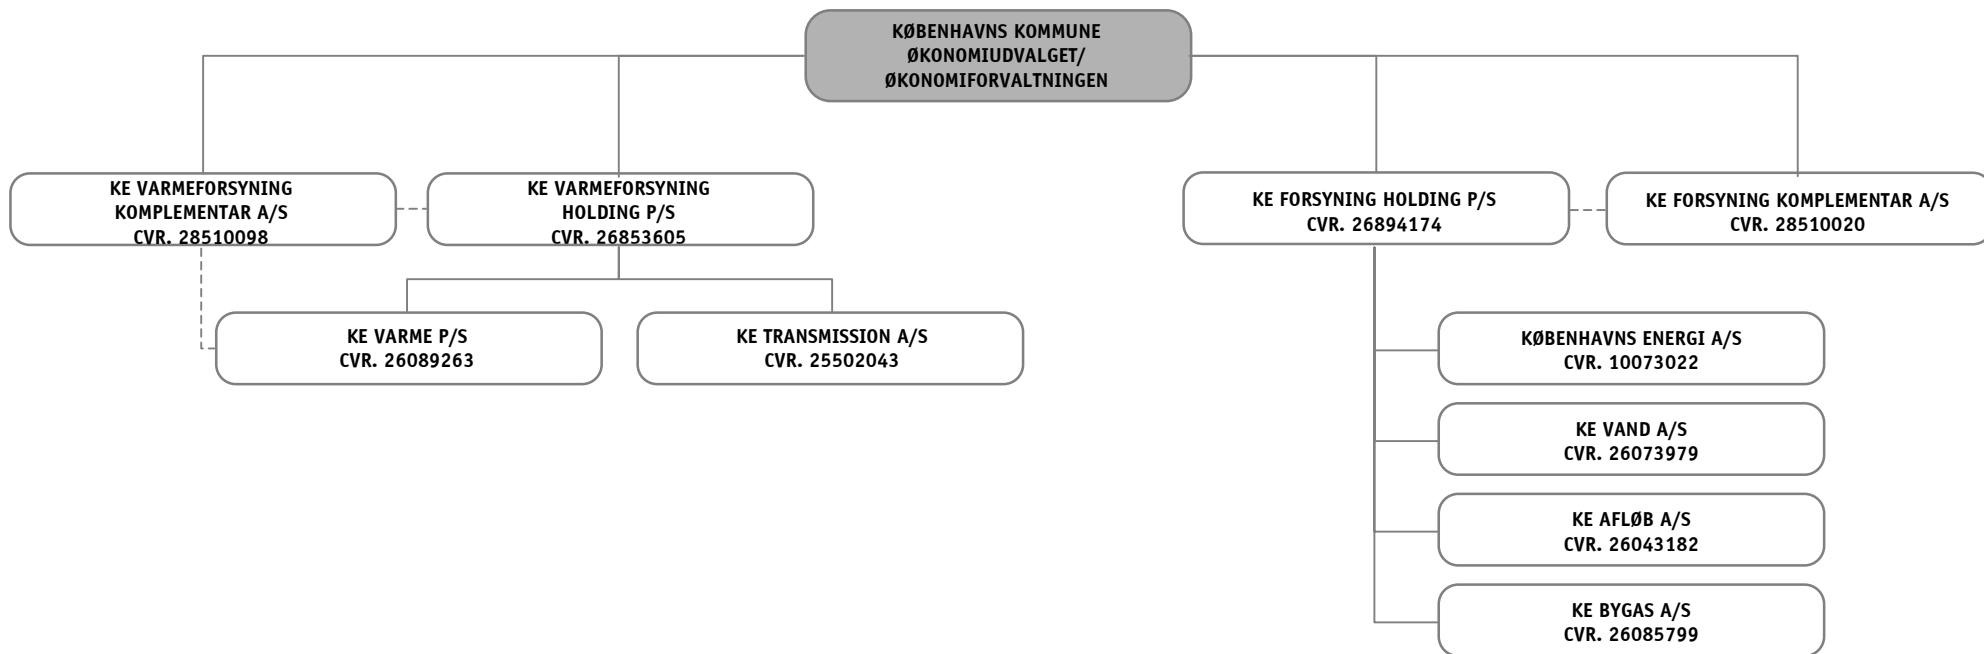 KØBENHAVNS KOMMUNE
ØKONOMIUDVALGET/
ØKONOMIFORVALTNINGEN
KE VARMEFORSYNING
KOMPLEMENTAR A/S
CVR. 28510098
KE VARMEFORSYNING
HOLDING P/S
CVR. 26853605
KE FORSYNING HOLDING P/S
CVR. 26894174
KE FORSYNING KOMPLEMENTAR A/S
CVR. 28510020
KE VARME P/S
CVR. 26089263
KE TRANSMISSION A/S
CVR. 25502043
KØBENHAVNS ENERGI A/S
CVR. 10073022
KE VAND A/S
CVR. 26073979
KE AFLØB A/S
CVR. 26043182
KE BYGAS A/S
CVR. 26085799